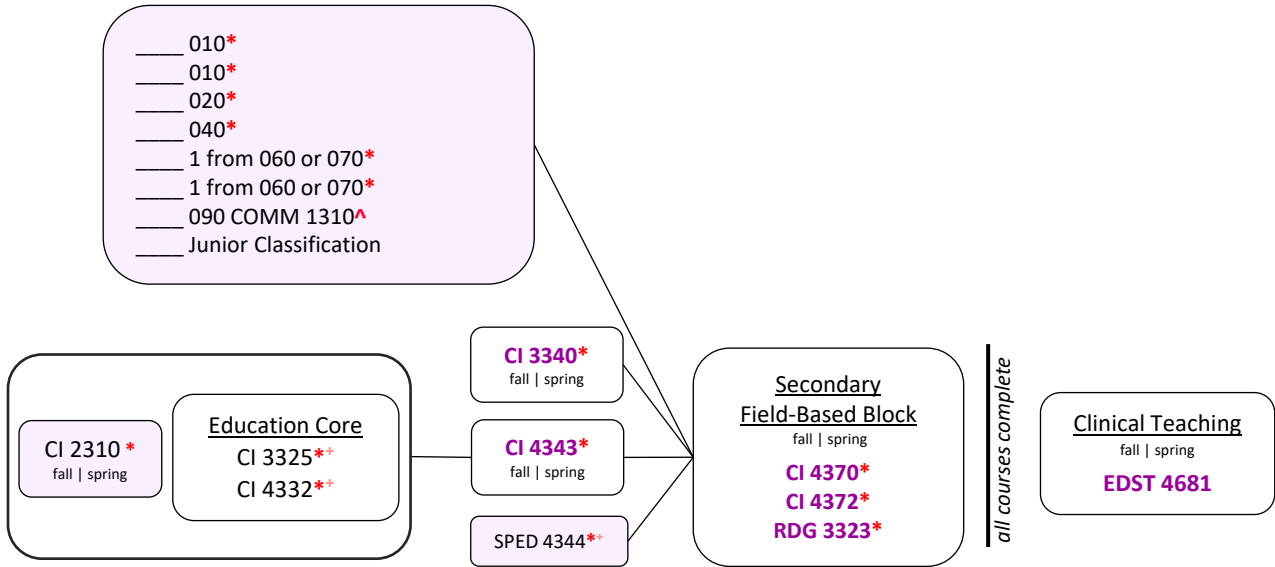 ____ 010*
____ 010*
____ 020*
____ 040*
____ 1 from 060 or 070*
____ 1 from 060 or 070*
____ 090 COMM 1310^
____ Junior Classification
CI 2310 *
fall | spring
Education Core
CI 3325*+
CI 4332*+
CI 3340*
fall | spring
CI 4343*
fall | spring
SPED 4344*+
Secondary
Field-Based Block
fall | spring
CI 4370*
CI 4372*
RDG 3323*
all courses complete
Clinical Teaching
fall | spring
EDST 4681